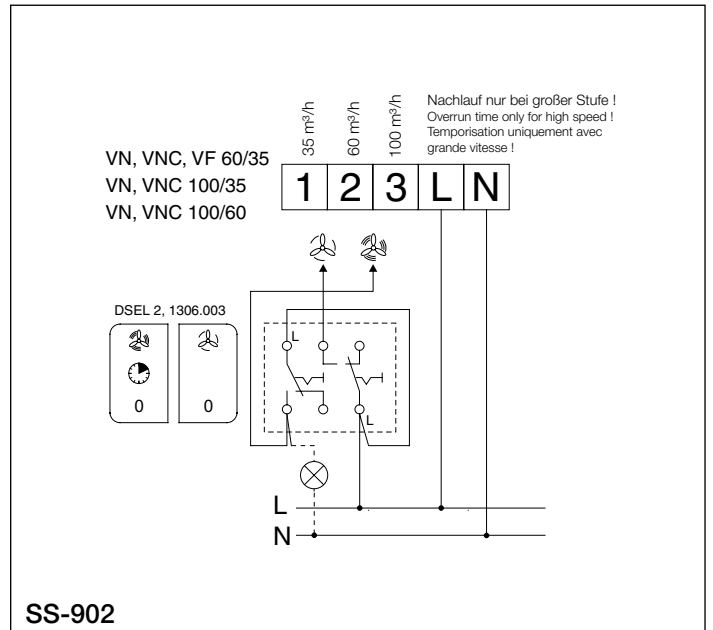 35 m³/h
60 m³/h
100 m³/h
Nachlauf nur bei großer Stufe !
Overrun time only for high speed !
Temporisation uniquement avec
grande vitesse !
VN, VNC, VF 60/35
VN, VNC 100/35
VN, VNC 100/60
1 2 3 L N
DSEL 2, 1306.003
L
0 0
L
L
N
SS-902